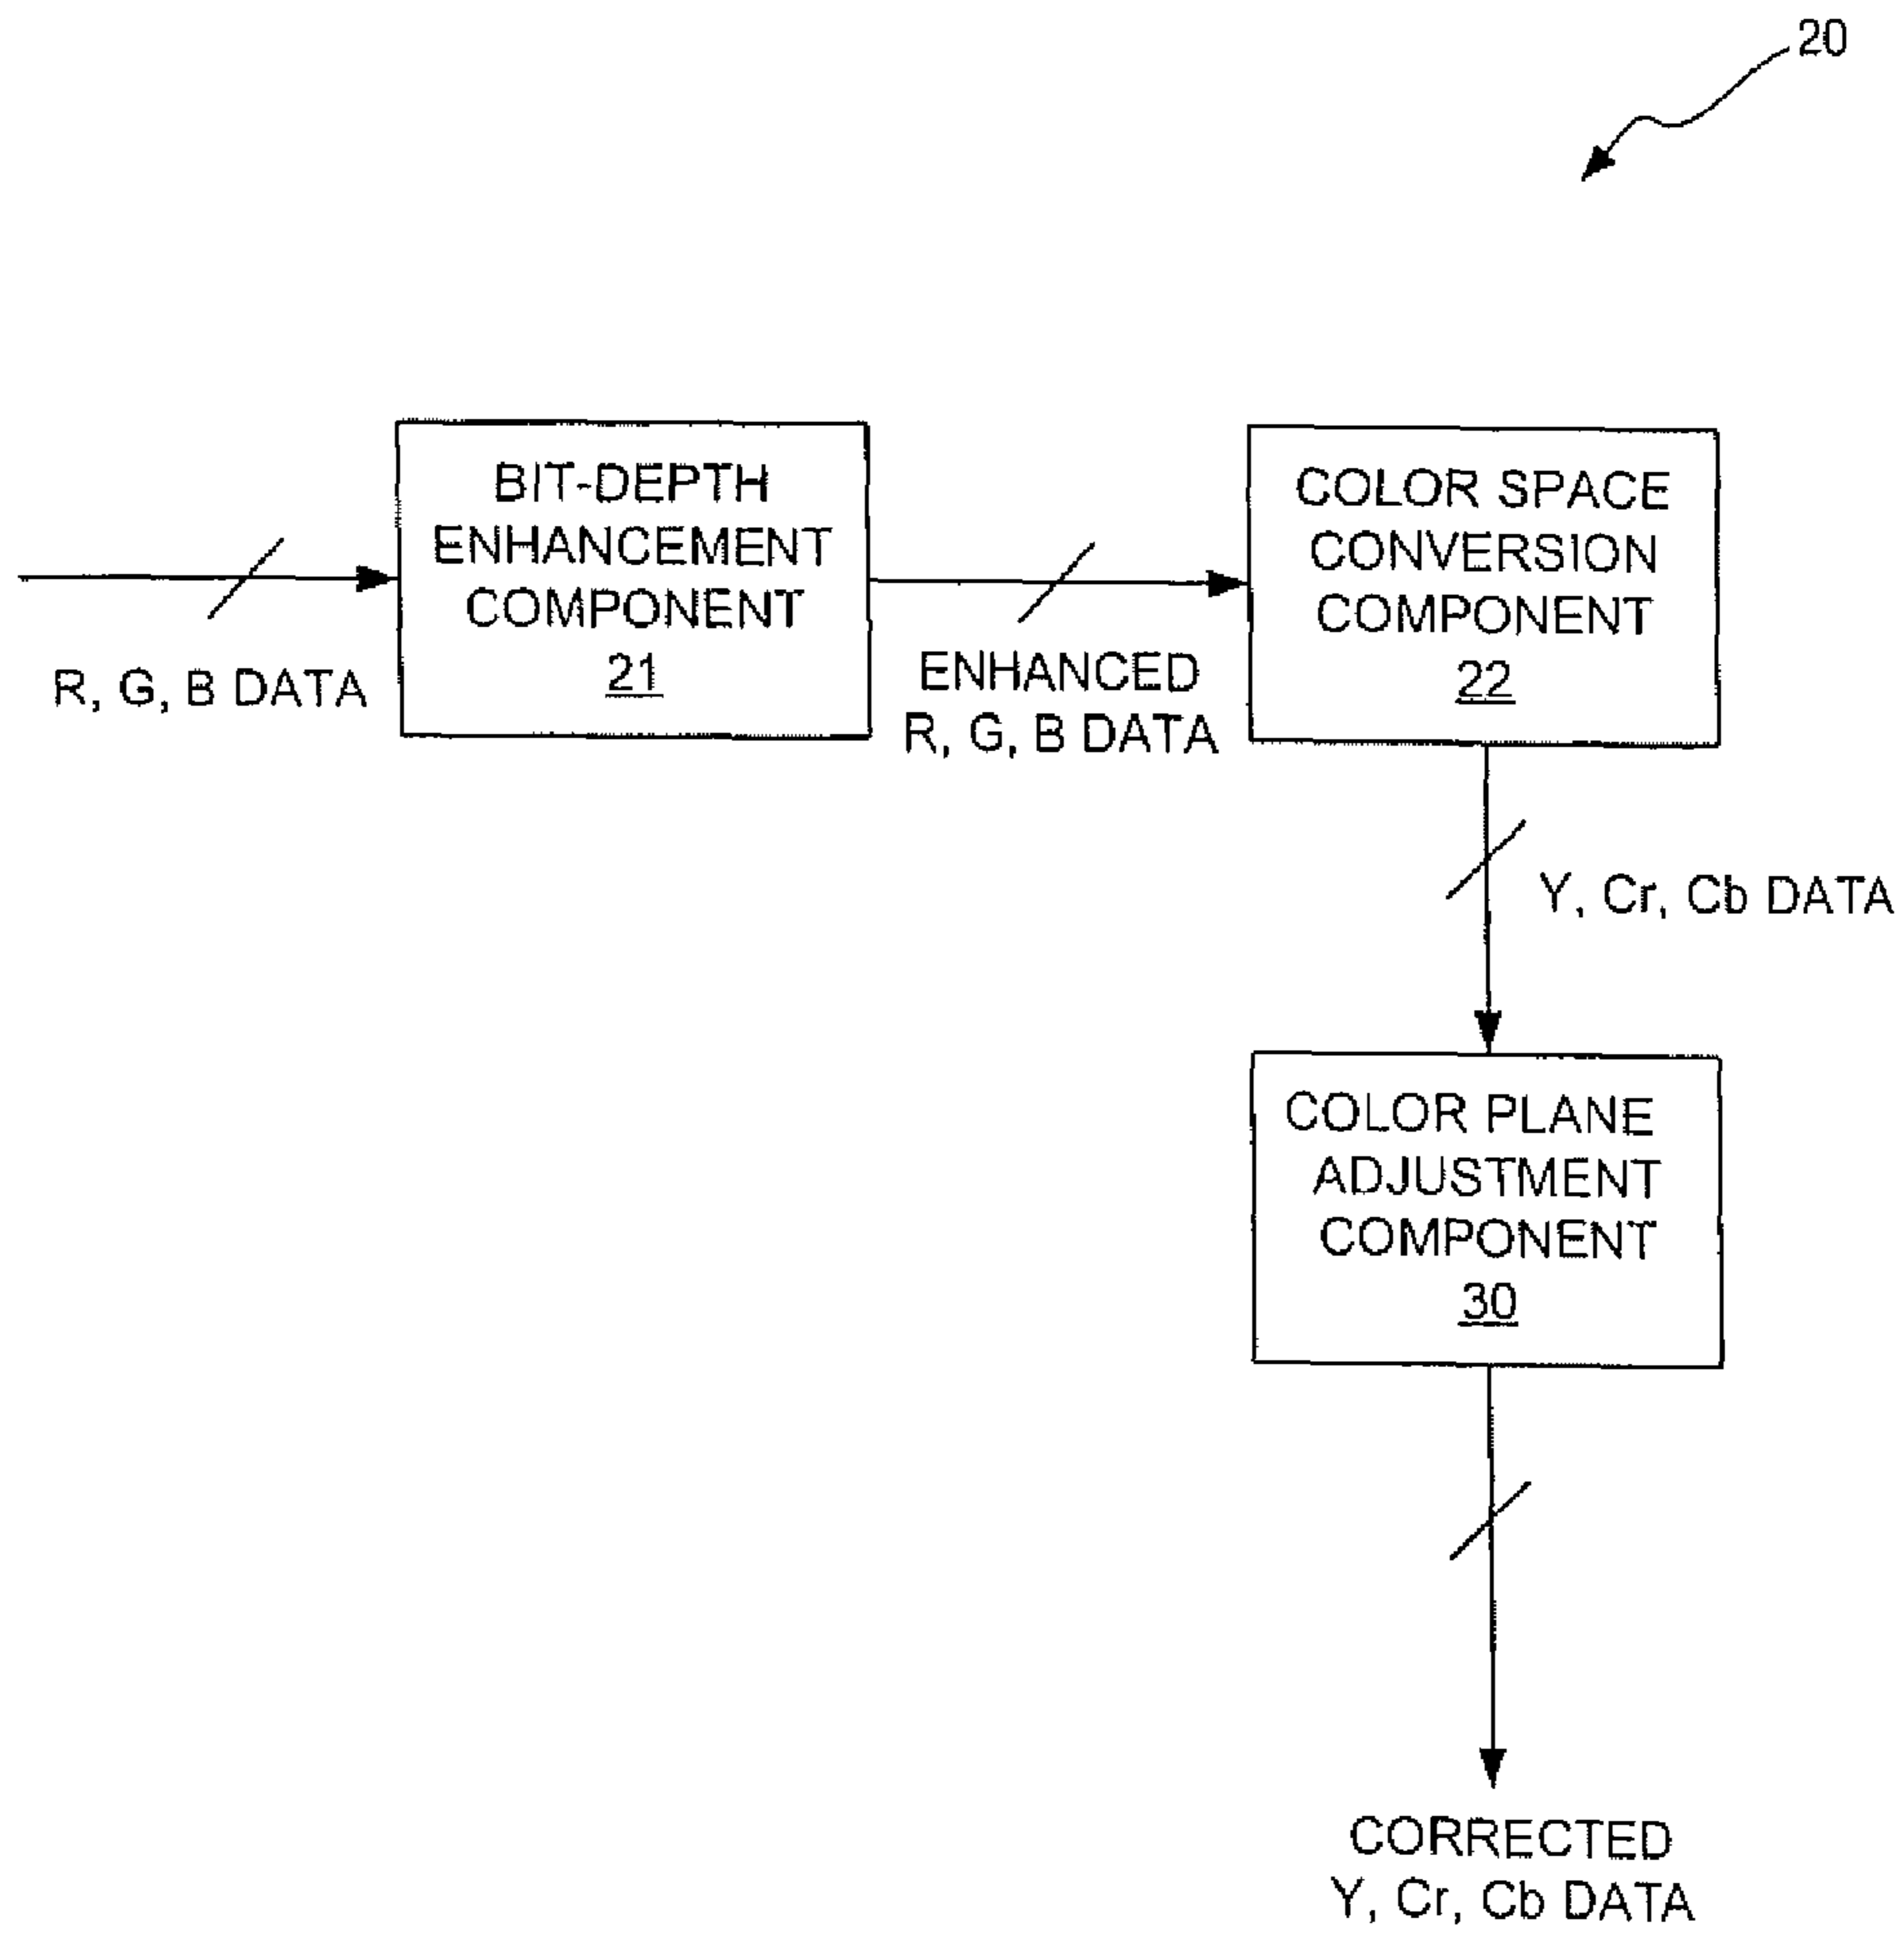 20
BIT-DEPTH
ENHANCEMENT
COMPONENT
21
R, G, B DATA
ENHANCED
R, G, B DATA
COLOR SPACE
CONVERSION
COMPONENT
22
Y, Cr, Cb DATA
COLOR PLANE
ADJUSTMENT
COMPONENT
30
CORRECTED
Y, Cr, Cb DATA